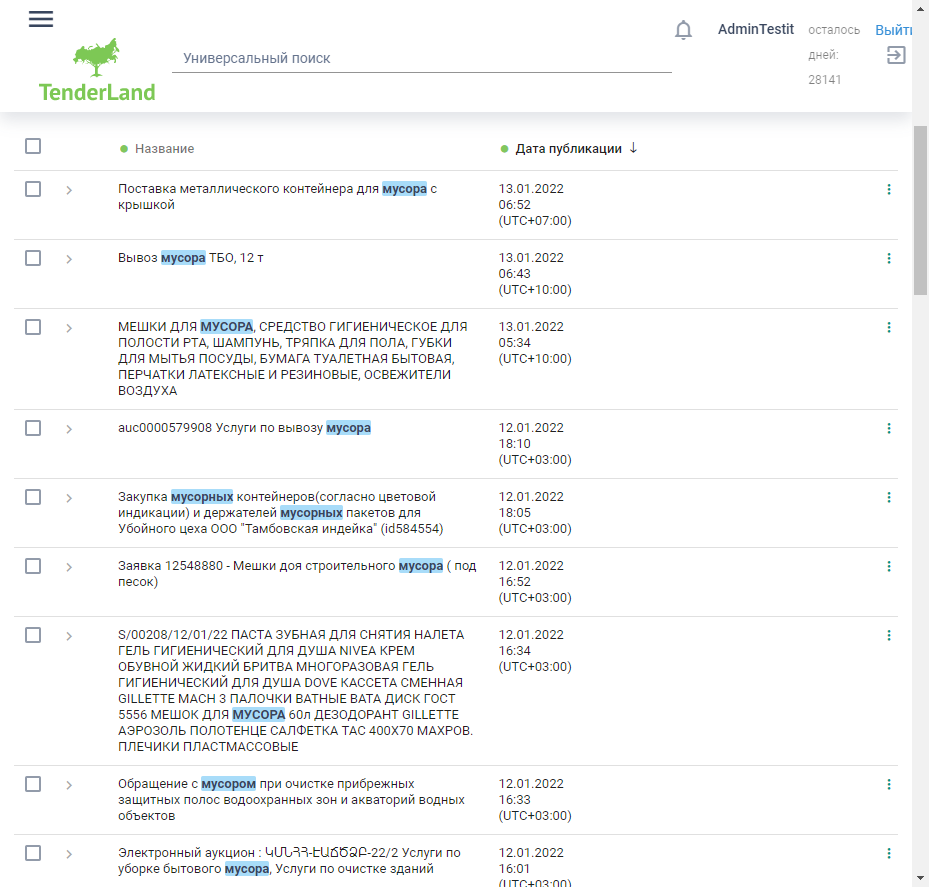 AdminTestit
осталось
дней:
28141
Выйти
Универсальный поиск
TenderLand
Название
Дата публикации ↓
Поставка металлического контейнера для мусора с
крышкой
13.01.2022
06:52
(UTC+07:00)
Вывоз мусора ТБО, 12 т
13.01.2022
06:43
(UTC+10:00)
МЕШКИ ДЛЯ МУСОРА, СРЕДСТВО ГИГИЕНИЧЕСКОЕ ДЛЯ
ПОЛОСТИ РТА, ШАМПУНЬ, ТРЯПКА ДЛЯ ПОЛА, ГУБКИ
ДЛЯ МЫТЬЯ ПОСУДЫ, БУМАГА ТУАЛЕТНАЯ БЫТОВАЯ,
ПЕРЧАТКИ ЛАТЕКСНЫЕ И РЕЗИНОВЫЕ, ОСВЕЖИТЕЛИ
ВОЗДУХА
13.01.2022
05:34
(UTC+10:00)
auc0000579908 Услуги по вывозу мусора
12.01.2022
18:10
(UTC+03:00)
Закупка мусорных контейнеров(согласно цветовой
индикации) и держателей мусорных пакетов для
Убойного цеха ООО "Тамбовская индейка" (id584554)
12.01.2022
18:05
(UTC+03:00)
Заявка 12548880 - Мешки доя строительного мусора ( под
песок)
12.01.2022
16:52
(UTC+03:00)
S/00208/12/01/22 ПАСТА ЗУБНАЯ ДЛЯ СНЯТИЯ НАЛЕТА
ГЕЛЬ ГИГИЕНИЧЕСКИЙ ДЛЯ ДУША NIVEA КРЕМ
ОБУВНОЙ ЖИДКИЙ БРИТВА МНОГОРАЗОВАЯ ГЕЛЬ
ГИГИЕНИЧЕСКИЙ ДЛЯ ДУША DOVE КАССЕТА СМЕННАЯ
GILLETTE MACH 3 ПАЛОЧКИ ВАТНЫЕ ВАТА ДИСК ГОСТ
5556 МЕШОК ДЛЯ МУСОРА 60л ДЕЗОДОРАНТ GILLETTE
АЭРОЗОЛЬ ПОЛОТЕНЦЕ САЛФЕТКА ТАС 400Х70 МАХРОВ.
ПЛЕЧИКИ ПЛАСТМАССОВЫЕ
12.01.2022
16:34
(UTC+03:00)
Обращение с мусором при очистке прибрежных
защитных полос водоохранных зон и акваторий водных
объектов
12.01.2022
16:33
(UTC+03:00)
Электронный аукцион : ԿՄՆՀՀ-ԷԱՃԾՁԲ-22/2 Услуги по
уборке бытового мусора, Услуги по очистке зданий
12.01.2022
16:01
(UTC+03:00)